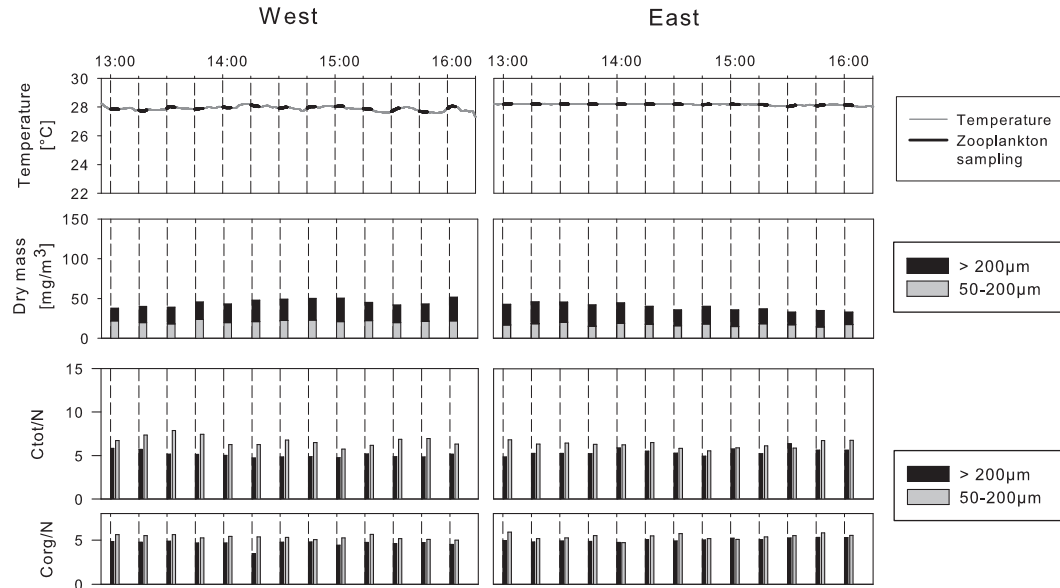 West East
13:00 14:00 15:00 16:00 13:00 14:00 15:00 16:00
30
28
26
24
22
Temperature
[°C]
Temperature
Zooplankton
sampling
150
100
50
0
Dry mass
[mg/m³]
> 200µm
50-200µm
15
10
5
0
Ctot/N
> 200µm
50-200µm
5
0
Corg/N